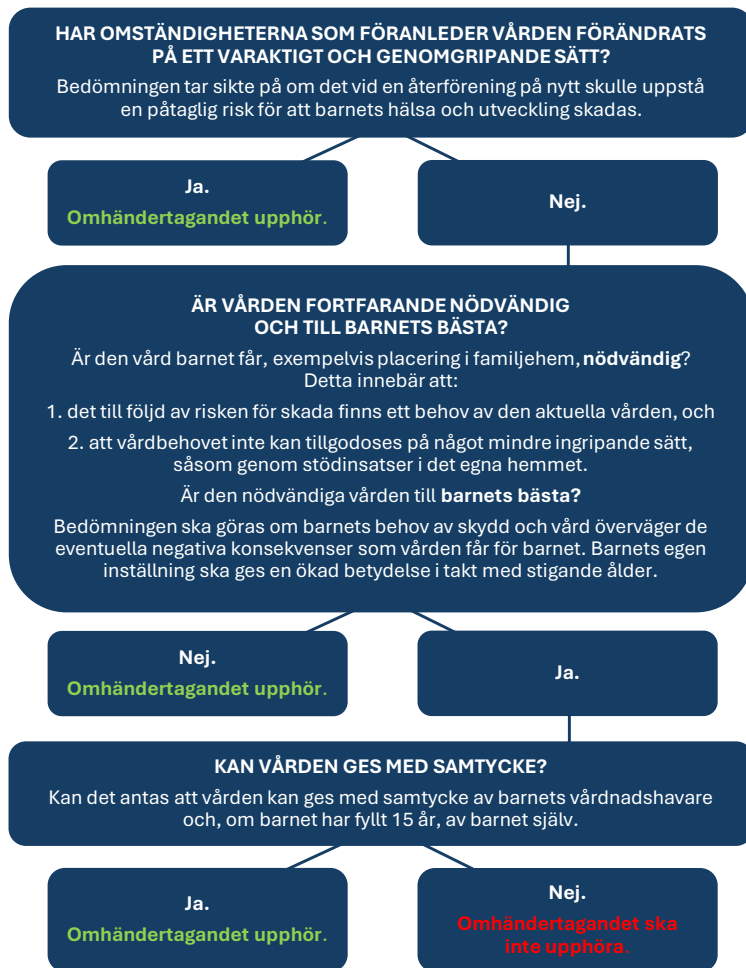 HAR OMSTÄNDIGHETERNA SOM FÖRANLEDER VÅRDEN FÖRÄNDRATS
PÅ ETT VARAKTIGT OCH GENOMGRIPANDE SÄTT?
Bedömningen tar sikte på om det vid en återförening på nytt skulle uppstå
en påtaglig risk för att barnets hälsa och utveckling skadas.
Ja.
Omhändertagandet upphör.
Nej.
ÄR VÅRDEN FORTFARANDE NÖDVÄNDIG
OCH TILL BARNETS BÄSTA?
Är den vård barnet får, exempelvis placering i familjehem, nödvändig?
Detta innebär att:
1. det till följd av risken för skada finns ett behov av den aktuella vården, och
2. att vårdbehovet inte kan tillgodoses på något mindre ingripande sätt,
såsom genom stödinsatser i det egna hemmet.
Är den nödvändiga vården till barnets bästa?
Bedömningen ska göras om barnets behov av skydd och vård överväger de
eventuella negativa konsekvenser som vården får för barnet. Barnets egen
inställning ska ges en ökad betydelse i takt med stigande ålder.
Nej.
Omhändertagandet upphör.
Ja.
KAN VÅRDEN GES MED SAMTYCKE?
Kan det antas att vården kan ges med samtycke av barnets vårdnadshavare
och, om barnet har fyllt 15 år, av barnet själv.
Ja.
Omhändertagandet upphör.
Nej.
Omhändertagandet ska
inte upphöra.